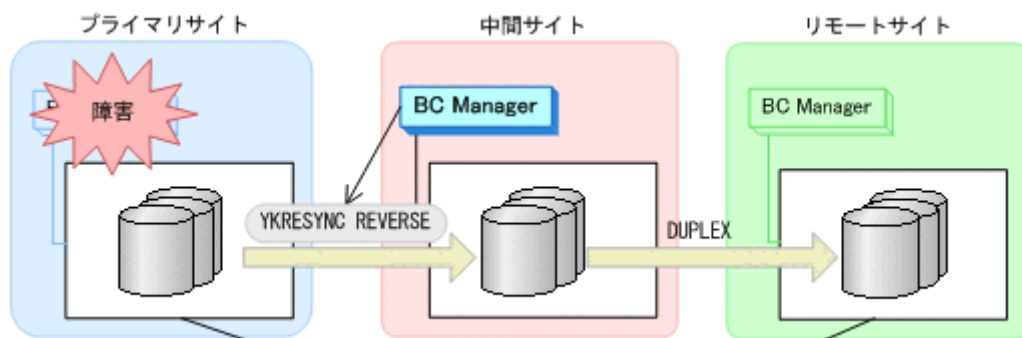 プライマリサイト
中間サイト
リモートサイト
障害
BC Manager
BC Manager
YKRESYNC REVERSE
DUPLEX